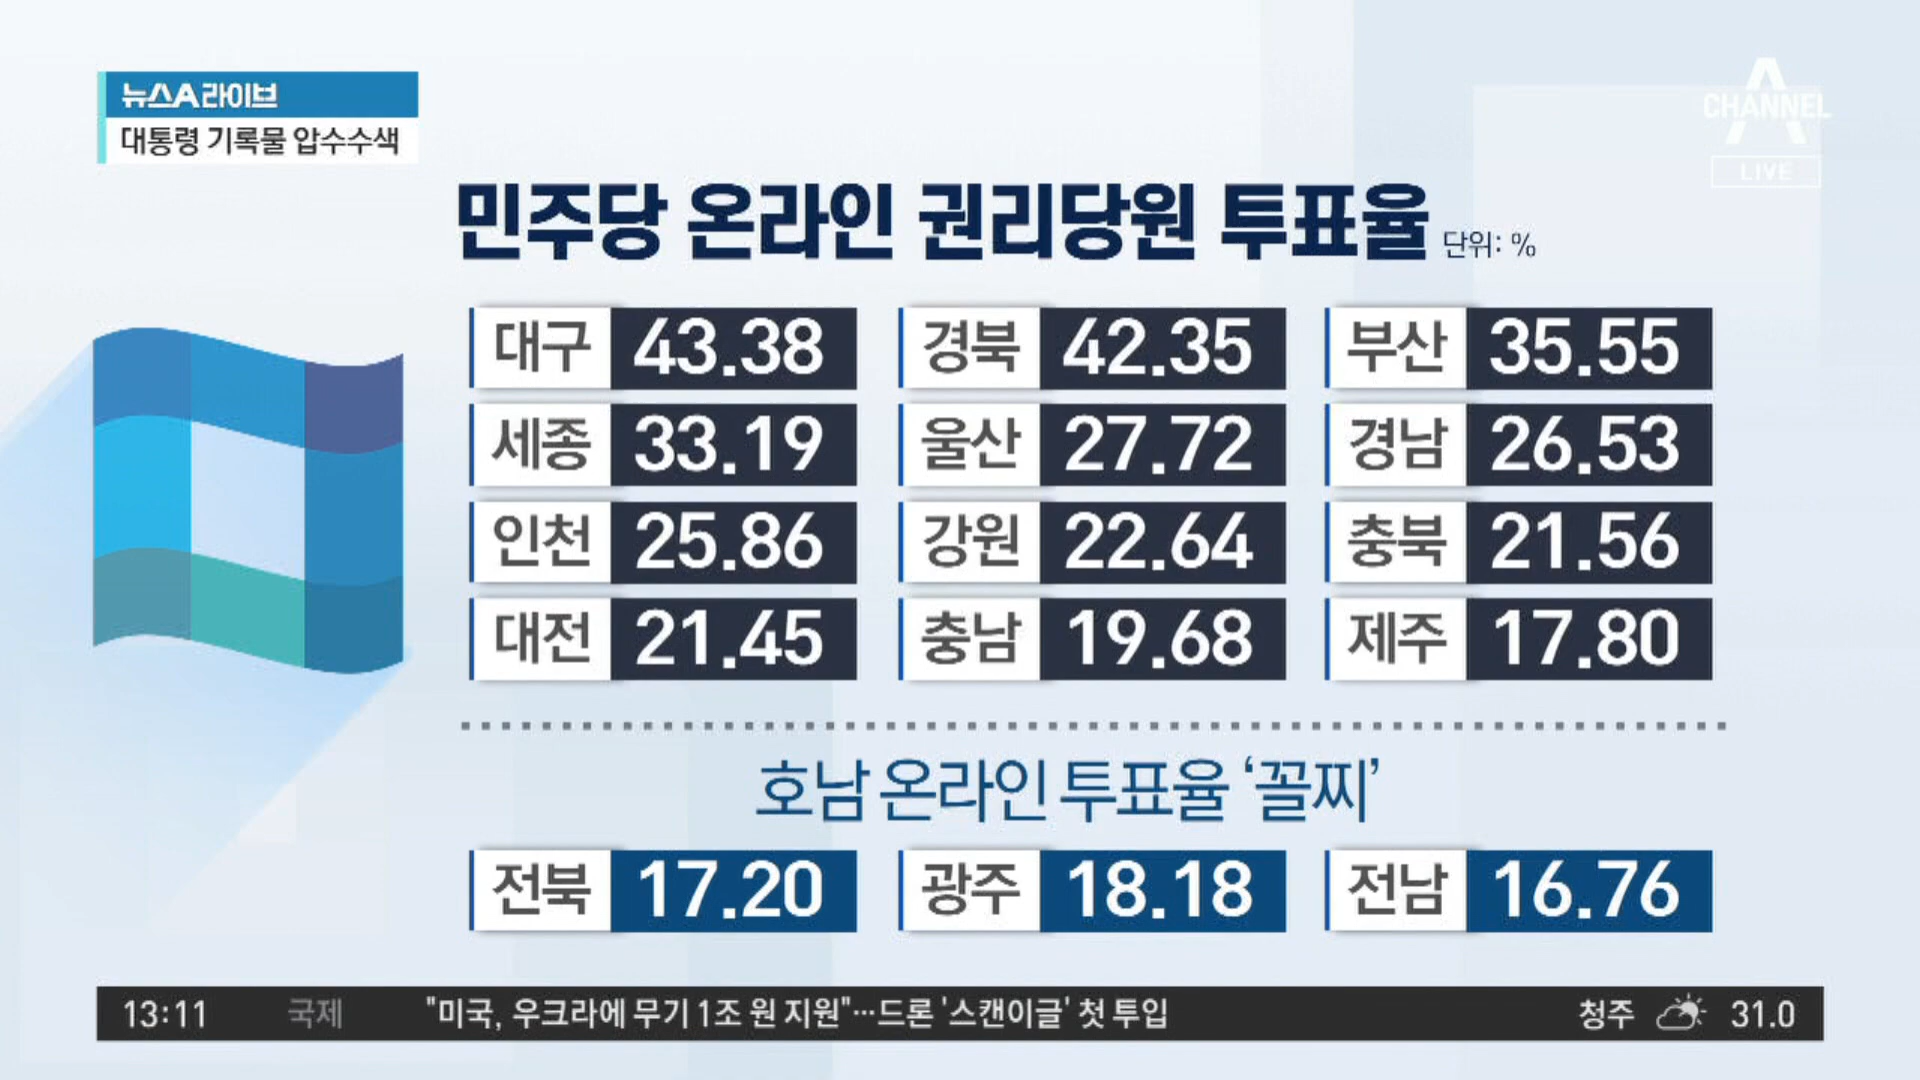 뉴스A라이브
대통령 기록물 압수수색
CHANNEL A
LIVE
민주당 온라인 권리당원 투표율 단위: %
대구 43.38 경북 42.35 부산 35.55
세종 33.19 울산 27.72 경남 26.53
인천 25.86 강원 22.64 충북 21.56
대전 21.45 충남 19.68 제주 17.80
호남 온라인 투표율 '꼴찌'
전북 17.20 광주 18.18 전남 16.76
13:11 국제 "미국, 우크라에 무기 1조 원 지원"…드론 '스캔이글' 첫 투입 청주 31.0